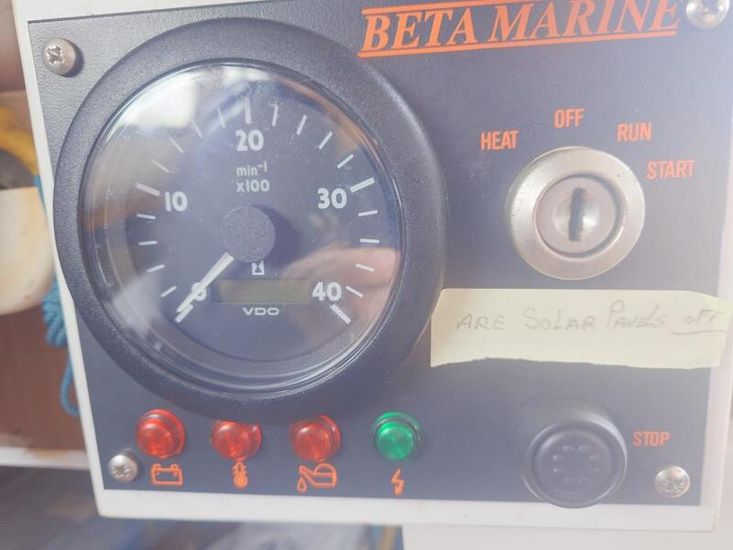 BETA MARINE
HEAT
OFF
RUN
START
20
min-1
x100
10
30
0
40
VDO
ARE SOLAR PANELS OFF
STOP